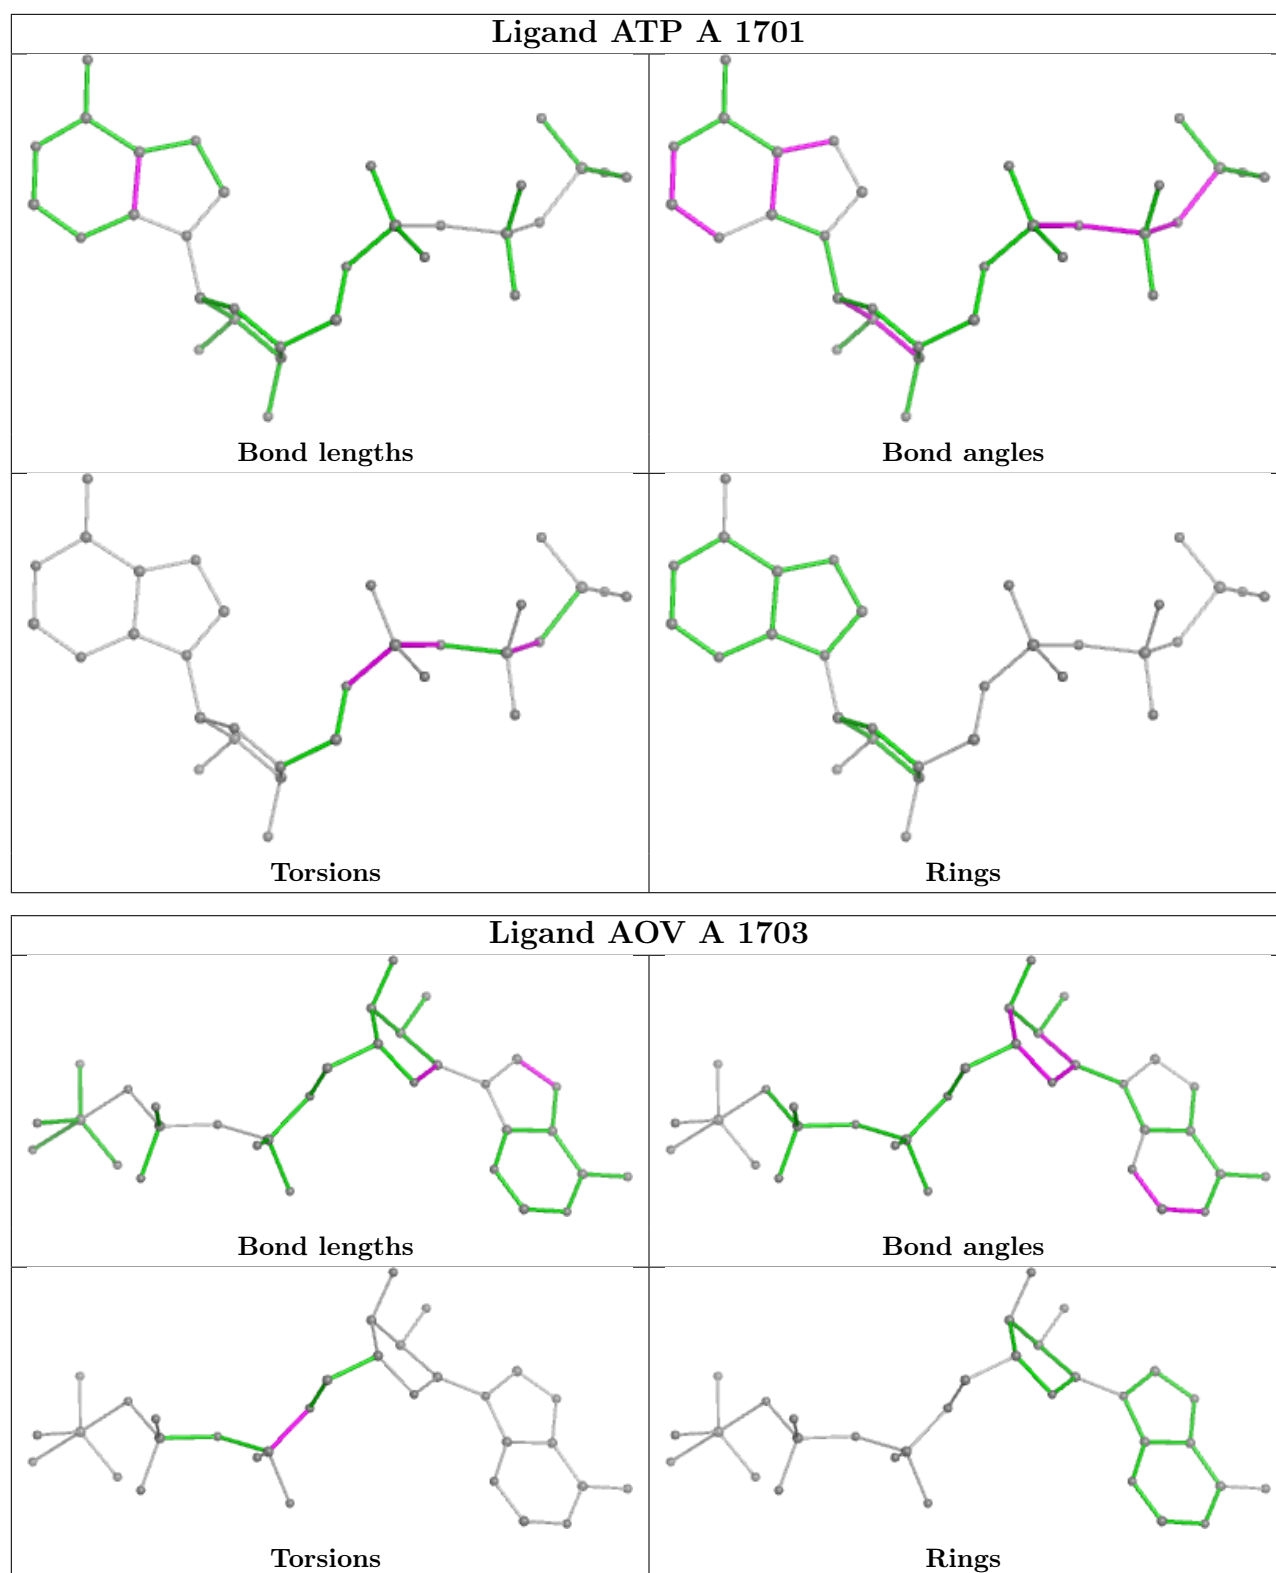 Ligand ATP A 1701
Bond lengths
Bond angles
Torsions
Rings
Ligand AOV A 1703
Bond lengths
Bond angles
Torsions
Rings